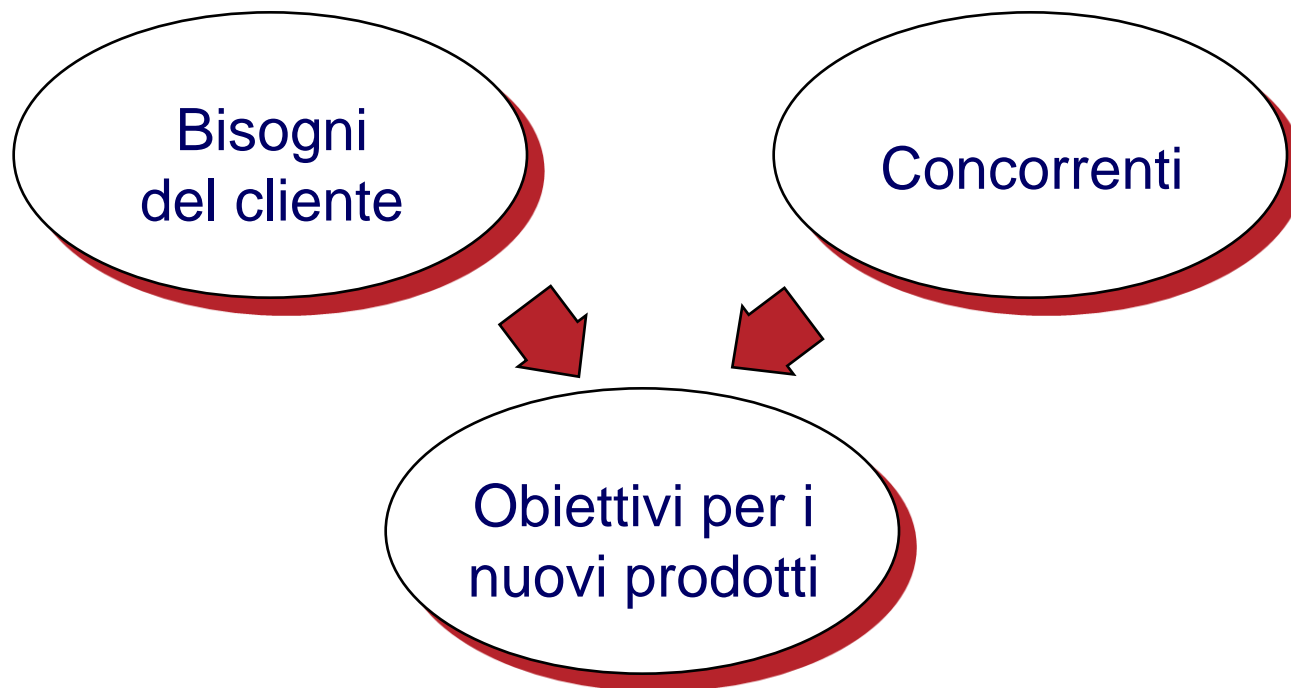 Bisogni
del cliente
Concorrenti
Obiettivi per i
nuovi prodotti